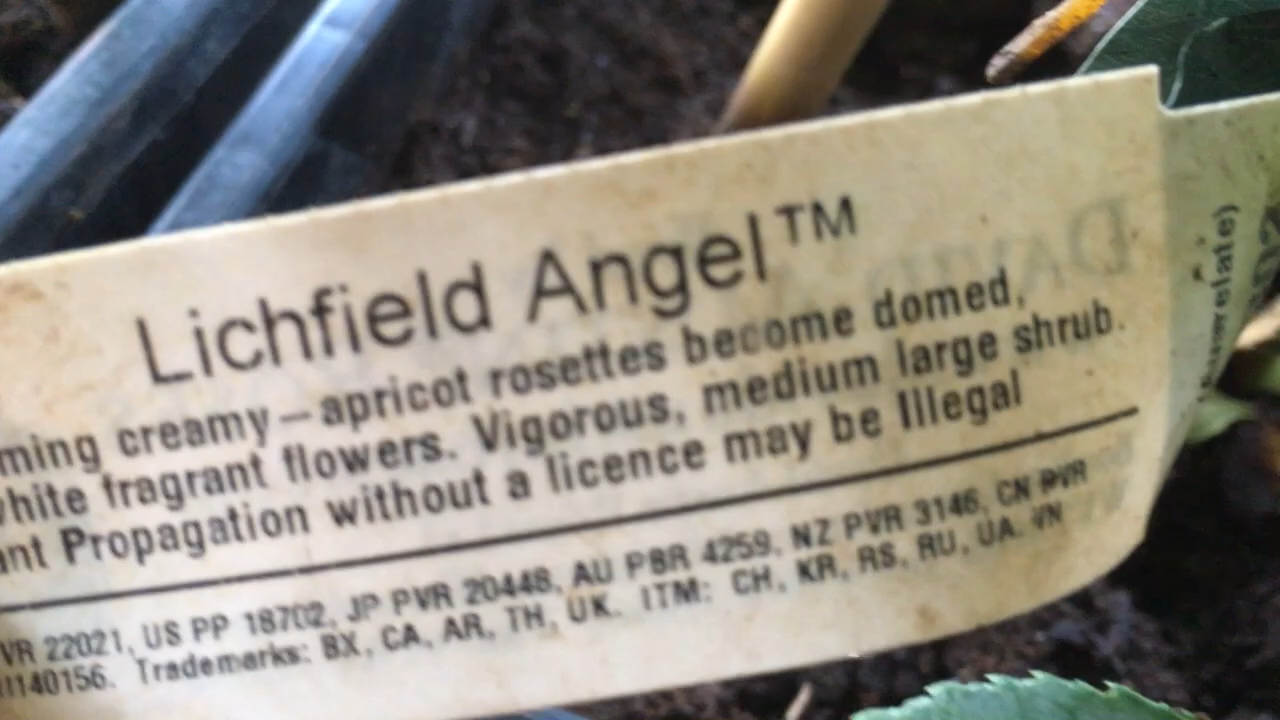 Lichfield Angel™
ming creamy–apricot rosettes become domed,
white fragrant flowers. Vigorous, medium large shrub.
ant Propagation without a licence may be Illegal
VR 22021, US PP 18702, JP PVR 20448, AU PBR 4259, NZ PVR 3146, CN PVR
140156. Trademarks: BX, CA, AR, TH, UK. ITM: CH, KR, RS, RU, UA. VN
DAVID